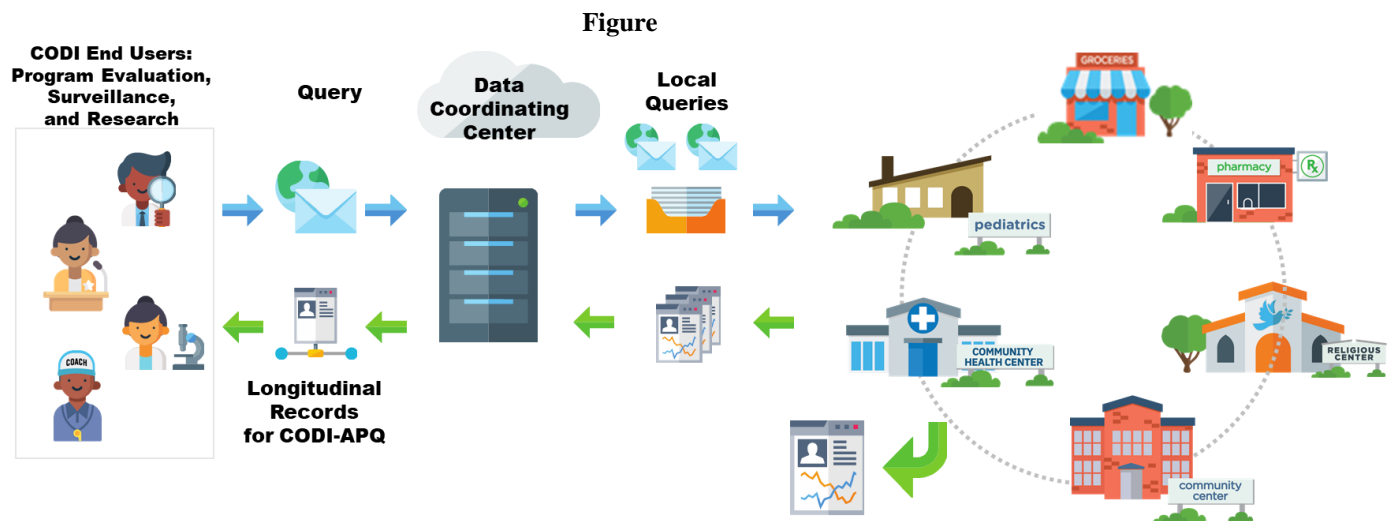 Figure
CODI End Users:
Program Evaluation,
Surveillance,
and Research
Query
Data
Coordinating
Center
Local
Queries
GROCERIES
pharmacy
Rx
pediatrics
COMMUNITY
HEALTH CENTER
RELIGIOUS
CENTER
COACH
Longitudinal
Records
for CODI-APQ
community
center